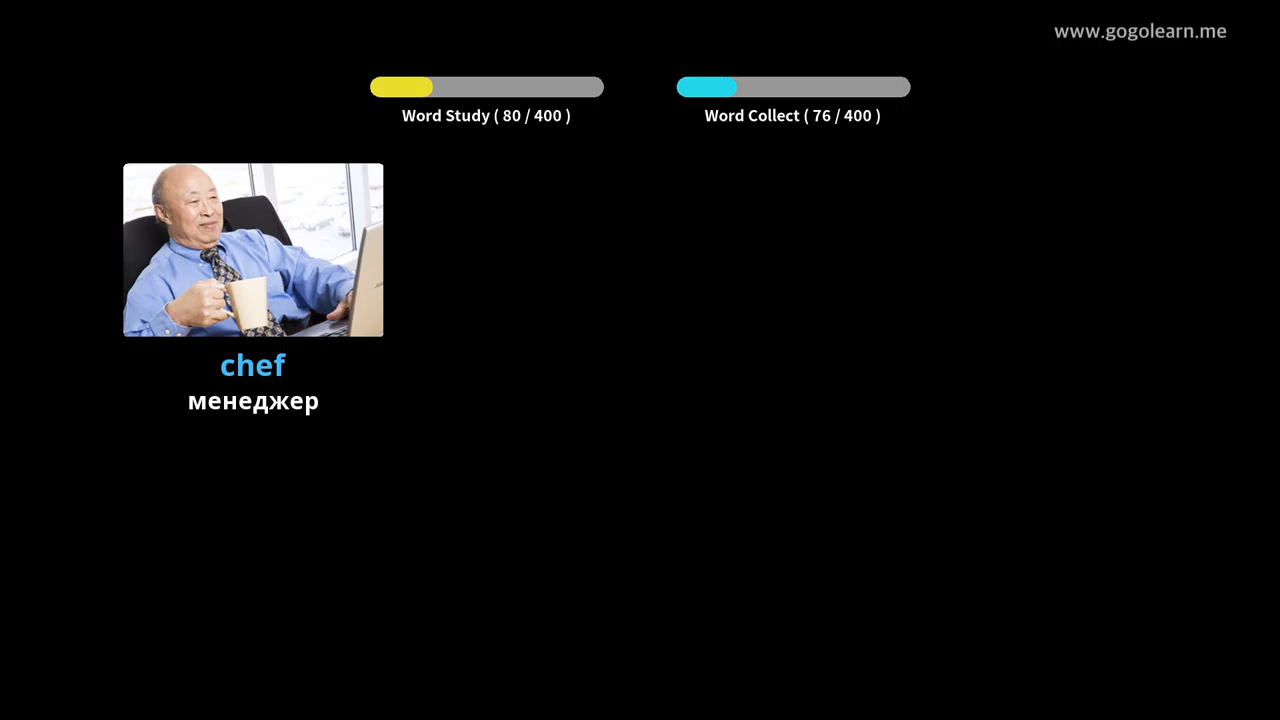 www.gogolearn.me
Word Study ( 80 / 400 )
Word Collect ( 76 / 400 )
chef
менеджер